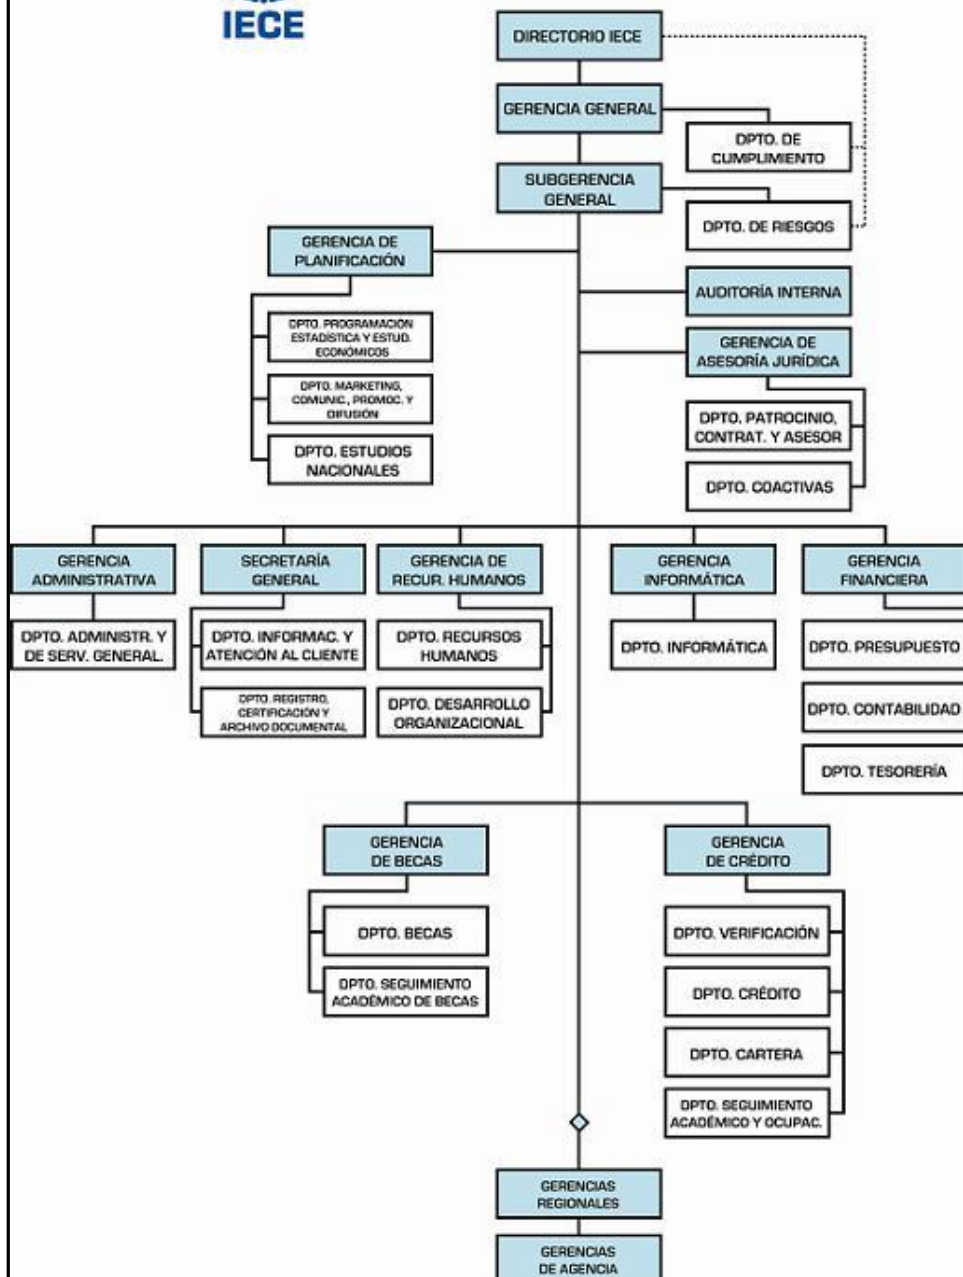 IECE
DIRECTORIO IECE
GERENCIA GENERAL
DPTO. DE
CUMPLIMIENTO
SUBGERENCIA
GENERAL
DPTO. DE RIESGOS
GERENCIA DE
PLANIFICACIÓN
AUDITORÍA INTERNA
DPTO. PROGRAMACIÓN
ESTADÍSTICA Y ESTUD.
ECONÓMICOS
GERENCIA DE
ASESORÍA JURÍDICA
DPTO. MARKETING,
COMUNIC., PROMOC. Y
DIFUSIÓN
DPTO. PATROCINIO,
CONTRAT. Y ASESOR
DPTO. ESTUDIOS
NACIONALES
DPTO. COACTIVAS
GERENCIA
ADMINISTRATIVA
SECRETARÍA
GENERAL
GERENCIA DE
RECUR. HUMANOS
GERENCIA
INFORMÁTICA
GERENCIA
FINANCIERA
DPTO. ADMINISTR. Y
DE SERV. GENERAL.
DPTO. INFORMAC. Y
ATENCIÓN AL CLIENTE
DPTO. RECURSOS
HUMANOS
DPTO. INFORMÁTICA
DPTO. PRESUPUESTO
DPTO. REGISTRO,
CERTIFICACIÓN Y
ARCHIVO DOCUMENTAL
DPTO. DESARROLLO
ORGANIZACIONAL
DPTO. CONTABILIDAD
DPTO. TESORERÍA
GERENCIA
DE BECAS
GERENCIA
DE CRÉDITO
DPTO. BECAS
DPTO. VERIFICACIÓN
DPTO. SEGUIMIENTO
ACADÉMICO DE BECAS
DPTO. CRÉDITO
DPTO. CARTERA
DPTO. SEGUIMIENTO
ACADÉMICO Y OCUPAC.
GERENCIAS
REGIONALES
GERENCIAS
DE AGENCIA